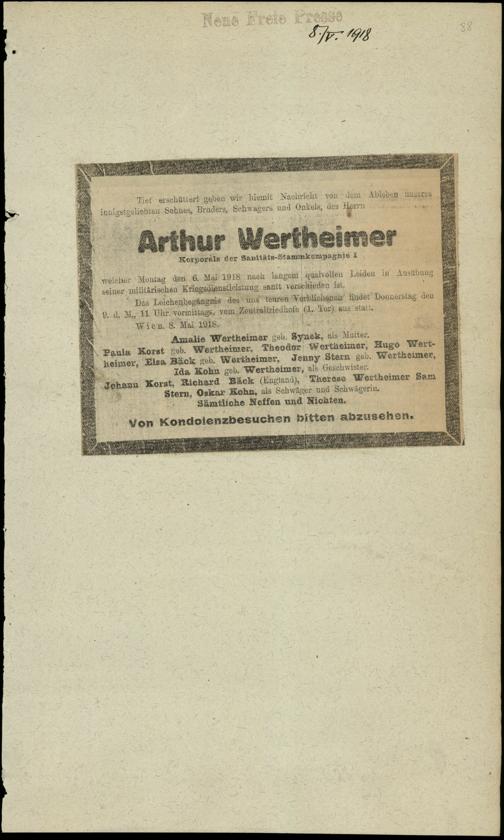 Neue Freie Presse
8./V. 1918
88
Tief erschüttert geben wir hiemit Nachricht von dem Ableben unseres
innigstgeliebten Sohnes, Bruders, Schwagers und Onkels, des Herrn
Arthur Wertheimer
Korporals der Sanitäts-Stammkompagnie 1
welcher Montag den 6. Mai 1918 nach langem qualvollen Leiden in Ausübung
seiner militärischen Kriegsdienstleistung sanft verschieden ist.
Das Leichenbegängnis des uns teuren Verblichenen findet Donnerstag den
9. d. M., 11 Uhr vormittags, vom Zentralfriedhofe (1. Tor) aus statt.
Wien, 8. Mai 1918.
Amalie Wertheimer geb. Synek, als Mutter.
Paula Korst geb. Wertheimer, Theodor Wertheimer, Hugo Wert-
heimer, Elsa Bäck geb. Wertheimer, Jenny Stern geb. Wertheimer,
Ida Kohn geb. Wertheimer, als Geschwister.
Johann Korst, Richard Bäck (England), Therese Wertheimer Sam
Stern, Oskar Kohn, als Schwäger und Schwägerin.
Sämtliche Neffen und Nichten.
Von Kondolenzbesuchen bitten abzusehen.